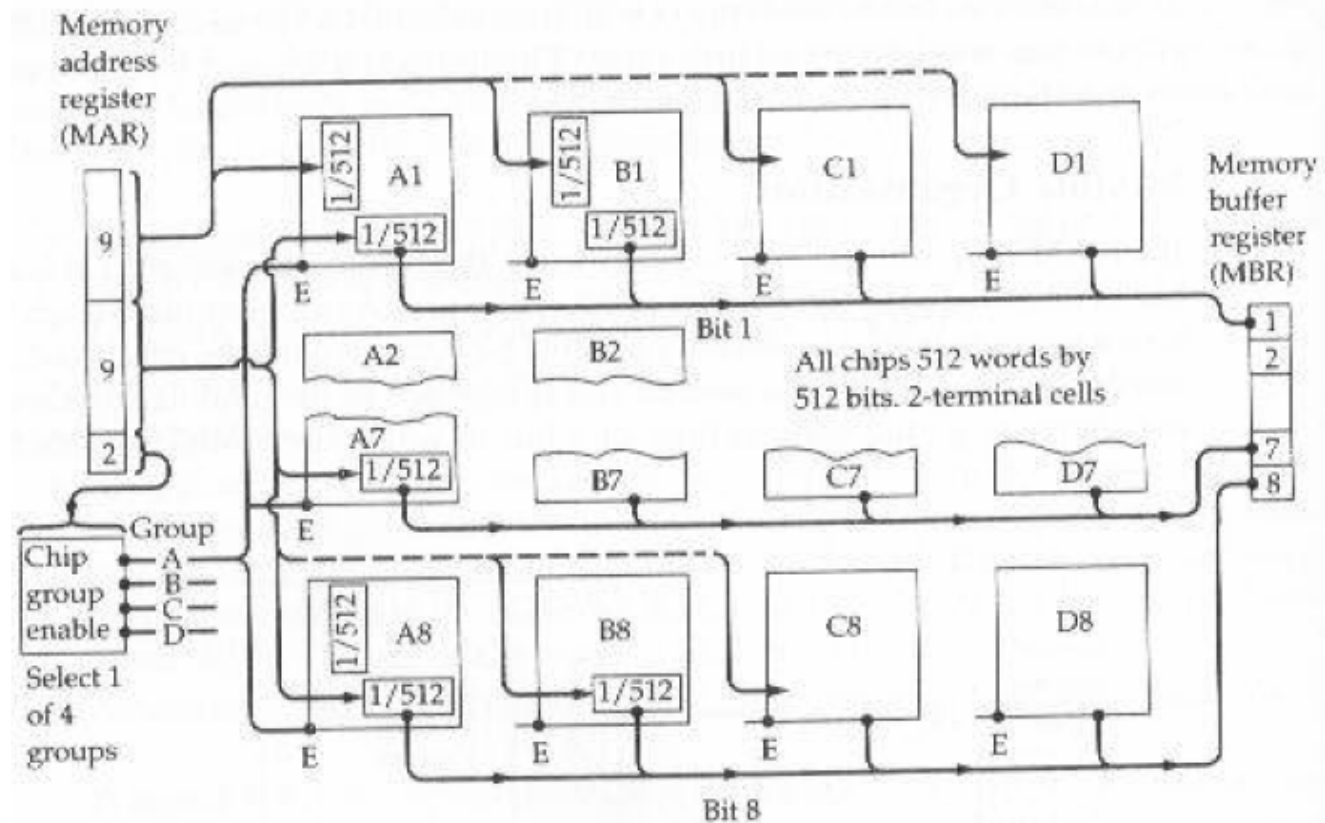 Memory
address
register
(MAR)
9
9
2
Chip
group
enable
Group
A
B
C
D
Select 1
of 4
groups
1/512
A1
1/512
E
1/512
B1
1/512
E
C1
E
D1
E
Bit 1
Memory
buffer
register
(MBR)
1
2
7
8
A2
B2
All chips 512 words by
512 bits. 2-terminal cells
A7
1/512
E
B7
C7
D7
1/512
A8
1/512
E
B8
1/512
E
C8
E
D8
E
Bit 8